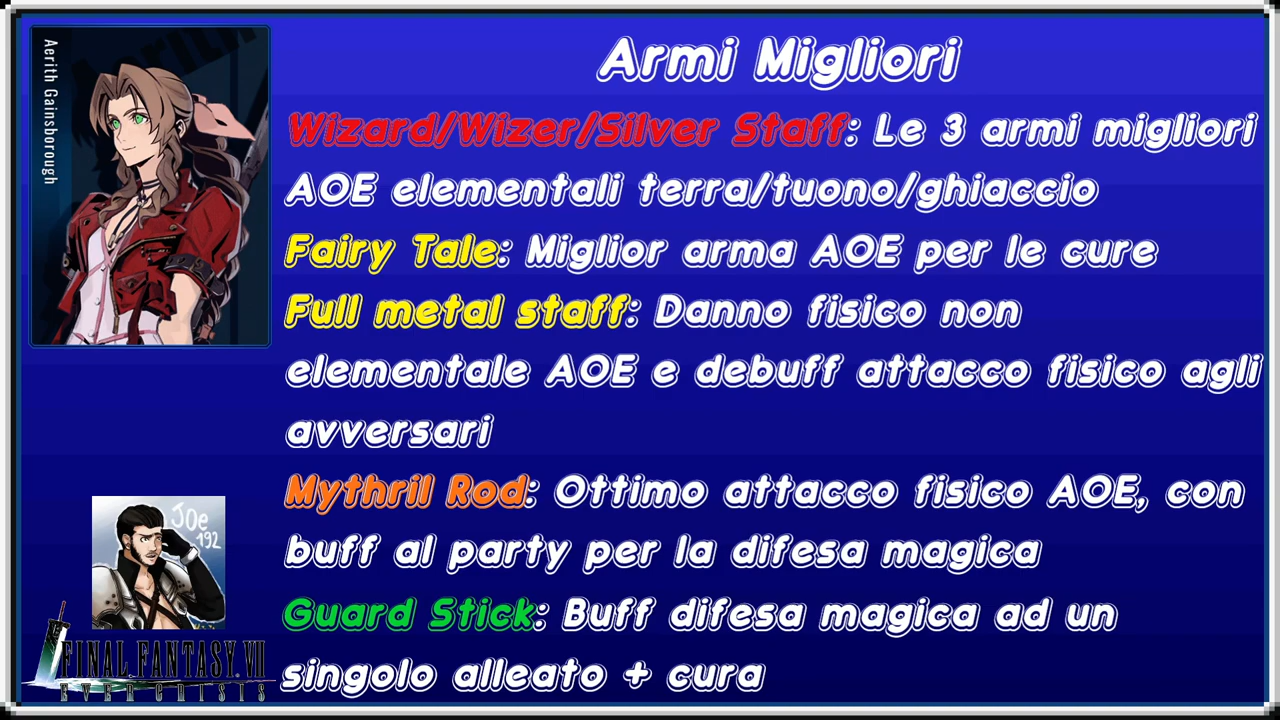 Aerith Gainsborough
Armi Migliori
Wizard/Wizer/Silver Staff: Le 3 armi migliori
AOE elementali terra/tuono/ghiaccio
Fairy Tale: Miglior arma AOE per le cure
Full metal staff: Danno fisico non
elementale AOE e debuff attacco fisico agli
avversari
Mythril Rod: Ottimo attacco fisico AOE, con
buff al party per la difesa magica
Guard Stick: Buff difesa magica ad un
singolo alleato + cura
JOe
192
FINAL FANTASY VII
EVER CRISIS